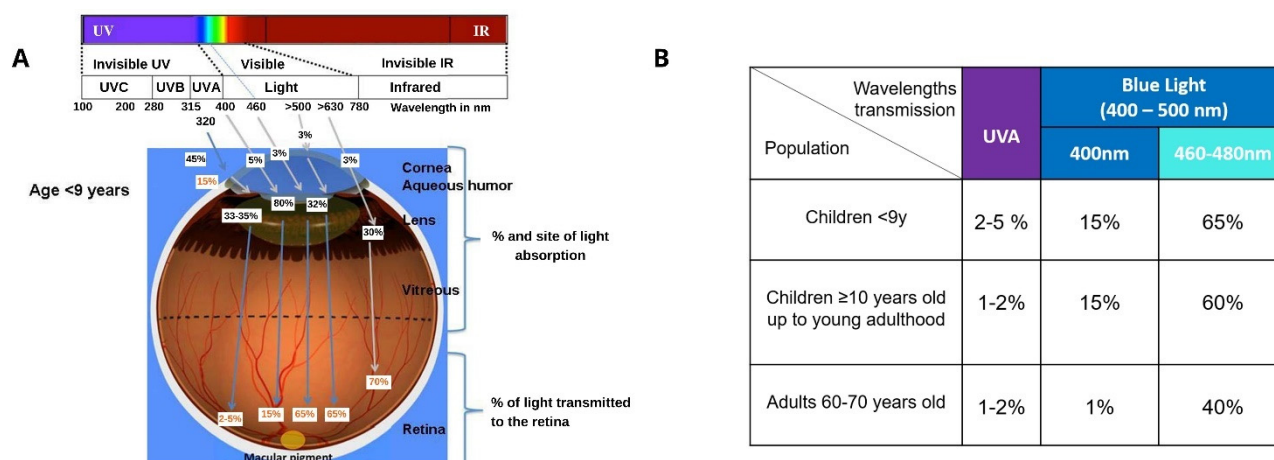 A
UV IR
Invisible UV Visible Invisible IR
UVC UVB UVA Light Infrared
100 200 280 315 400 460 >500 >630 780 Wavelength in nm
320
3%
45% 5% 3% 3%
Cornea
15%
Aqueous humor
Age <9 years
80% 32%
33-35%
Lens
30%
% and site of light
absorption
Vitreous
70%
2-5% 15% 65% 65%
% of light transmitted
to the retina
Retina
Macular pigment
B
Wavelengths
transmission
Population
UVA
Blue Light
(400 – 500 nm)
400nm 460-480nm
Children <9y 2-5 % 15% 65%
Children ≥10 years old
up to young adulthood
1-2% 15% 60%
Adults 60-70 years old 1-2% 1% 40%